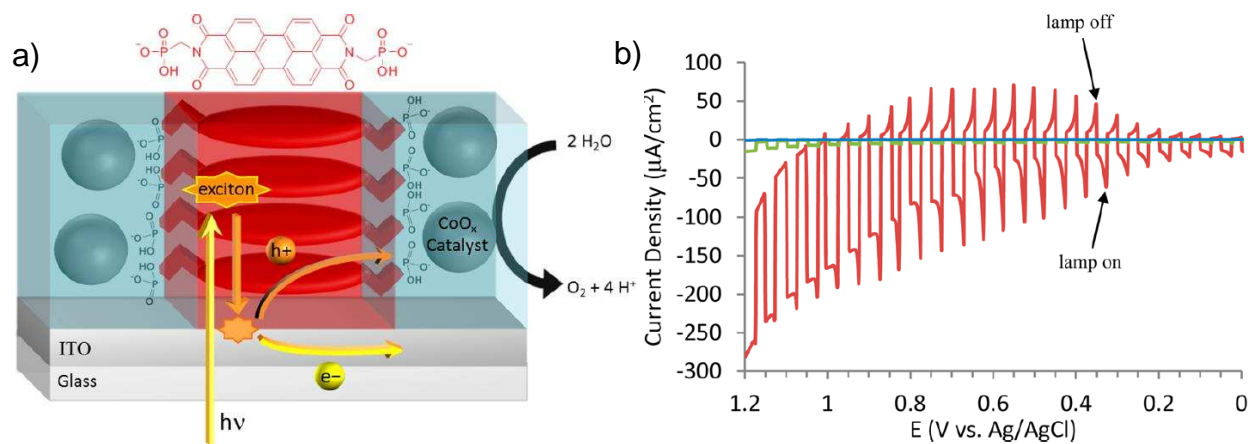 a)
O
O
O
O
⁻O-P
OH
N
N
P-O⁻
OH
O
O
exciton
h+
CoOₓ
Catalyst
2 H₂O
O₂ + 4 H⁺
ITO
Glass
e−
hν
b)
lamp off
lamp on
Current Density (µA/cm²)
100
50
0
-50
-100
-150
-200
-250
-300
1.2 1 0.8 0.6 0.4 0.2 0
E (V vs. Ag/AgCl)